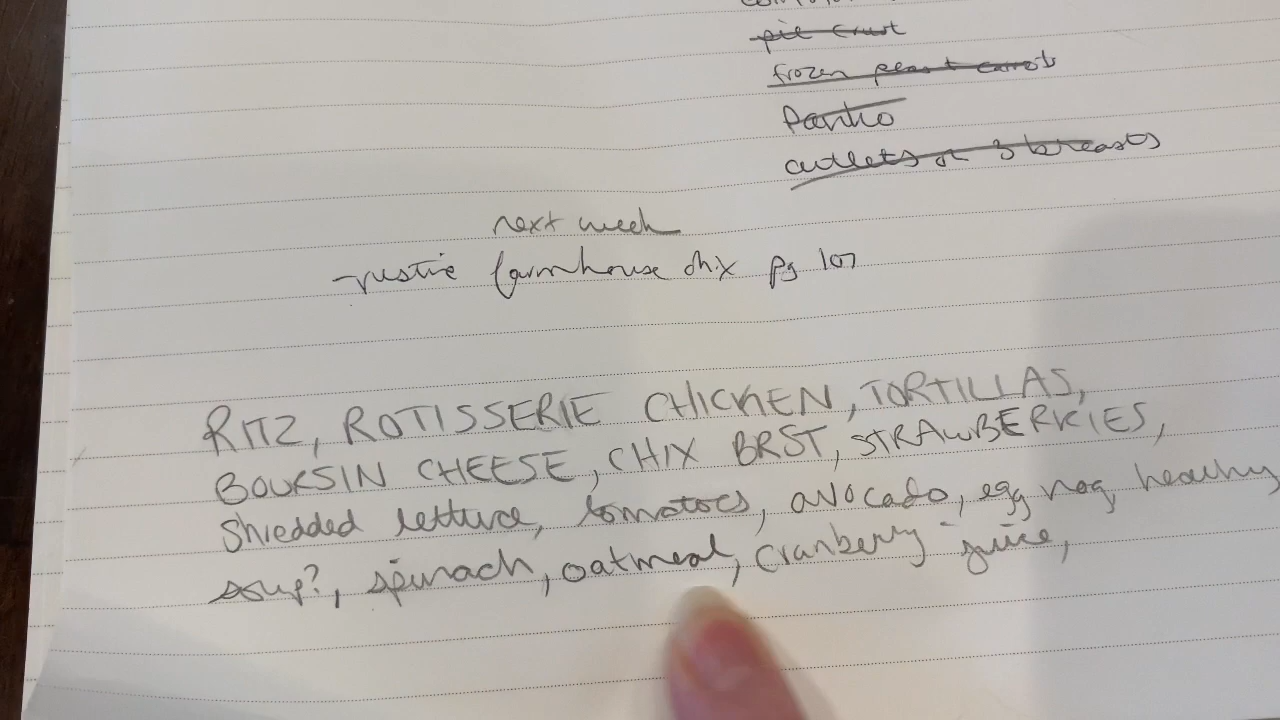 pie crust
frozen peas + carrots
Panko
cutlets or 3 breasts
next week
-rustic farmhouse chix pg 107
RITZ, ROTISSERIE CHICKEN, TORTILLAS,
BOURSIN CHEESE, CHIX BRST, STRAWBERRIES,
Shredded lettuce, tomatoes, avocado, egg nog, healthy
soup?, spinach, oatmeal, cranberry juice,